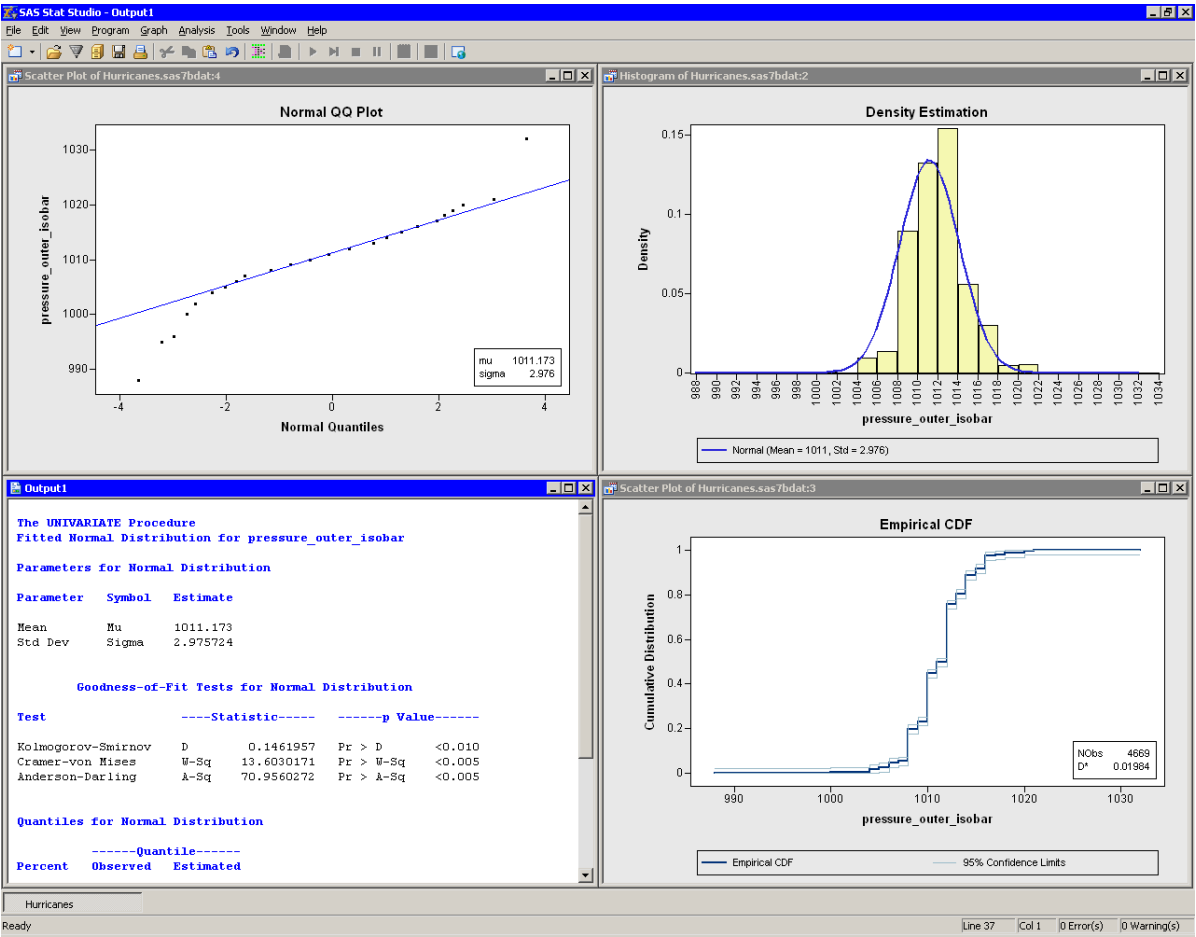 SAS Stat Studio - Output1
File Edit View Program Graph Analysis Tools Window Help
Scatter Plot of Hurricanes.sas7bdat:4
Normal QQ Plot
1030
1020
1010
1000
990
pressure_outer_isobar
mu 1011.173
sigma 2.976
-4 -2 0 2 4
Normal Quantiles
Histogram of Hurricanes.sas7bdat:2
Density Estimation
0.15
0.1
0.05
0
Density
988 990 992 994 996 998 1000 1002 1004 1006 1008 1010 1012 1014 1016 1018 1020 1022 1024 1026 1028 1030 1032 1034
pressure_outer_isobar
Normal (Mean = 1011, Std = 2.976)
Output1
The UNIVARIATE Procedure
Fitted Normal Distribution for pressure_outer_isobar
Parameters for Normal Distribution
Parameter Symbol Estimate
Mean Mu 1011.173
Std Dev Sigma 2.975724
Goodness-of-Fit Tests for Normal Distribution
Test ----Statistic----- ------p Value------
Kolmogorov-Smirnov D 0.1461957 Pr > D <0.010
Cramer-von Mises W-Sq 13.6030171 Pr > W-Sq <0.005
Anderson-Darling A-Sq 70.9560272 Pr > A-Sq <0.005
Quantiles for Normal Distribution
------Quantile------
Percent Observed Estimated
Scatter Plot of Hurricanes.sas7bdat:3
Empirical CDF
1
0.8
0.6
0.4
0.2
0
Cumulative Distribution
NObs 4669
D* 0.01984
990 1000 1010 1020 1030
pressure_outer_isobar
Empirical CDF 95% Confidence Limits
Hurricanes
Ready Line 37 Col 1 0 Error(s) 0 Warning(s)